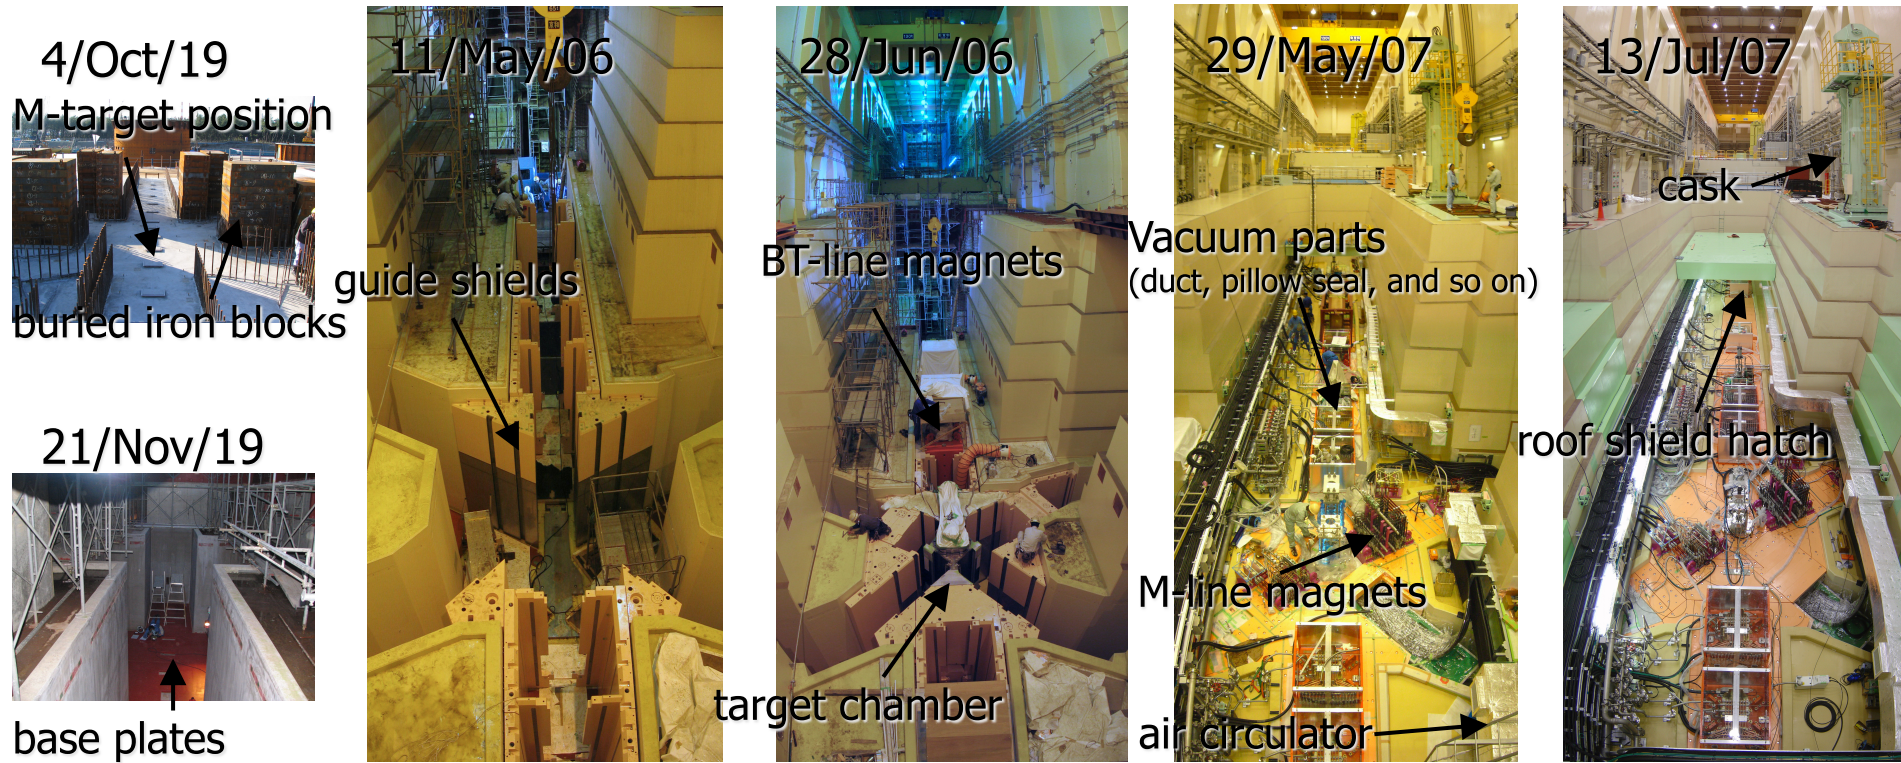 4/Oct/19
M-target position
buried iron blocks
21/Nov/19
base plates
11/May/06
guide shields
28/Jun/06
BT-line magnets
target chamber
29/May/07
Vacuum parts
(duct, pillow seal, and so on)
M-line magnets
air circulator
13/Jul/07
cask
roof shield hatch